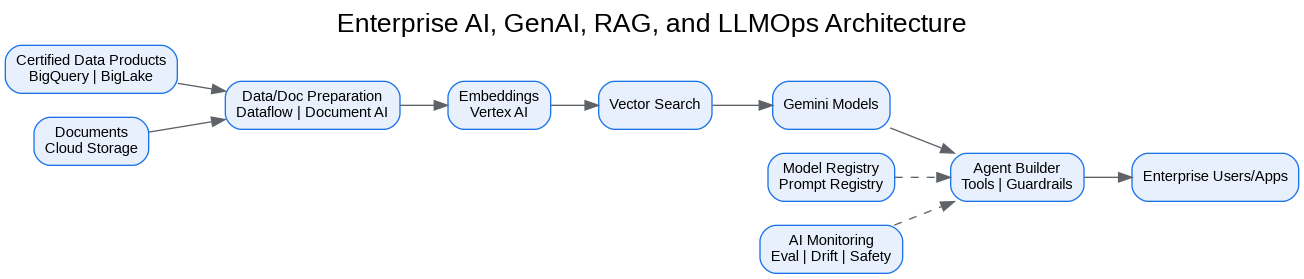 Enterprise AI, GenAI, RAG, and LLMOps Architecture
Certified Data Products
BigQuery | BigLake
Documents
Cloud Storage
Data/Doc Preparation
Dataflow | Document AI
Embeddings
Vertex AI
Vector Search
Gemini Models
Model Registry
Prompt Registry
AI Monitoring
Eval | Drift | Safety
Agent Builder
Tools | Guardrails
Enterprise Users/Apps